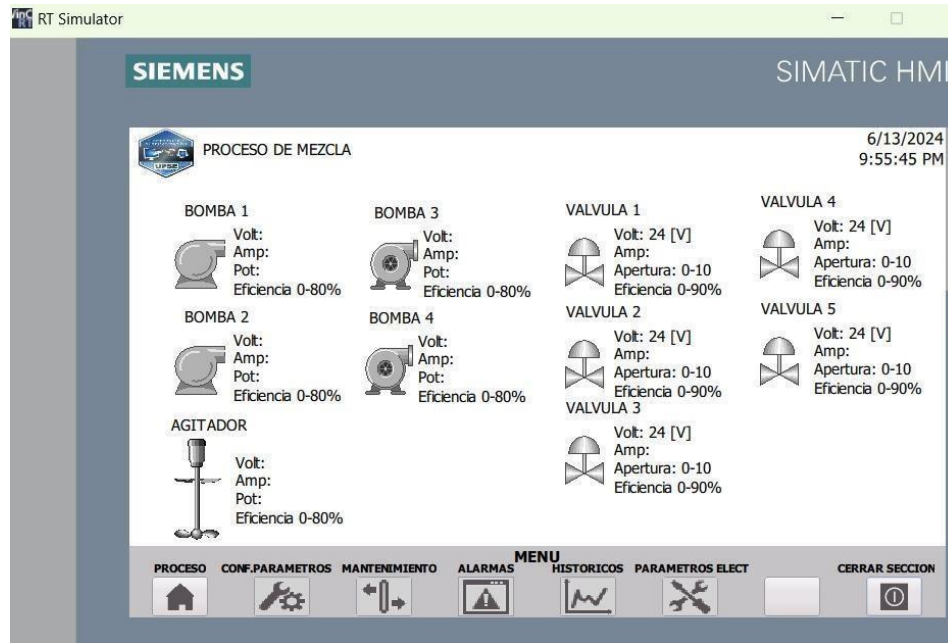 RT Simulator
SIEMENS
SIMATIC HMI
PROCESO DE MEZCLA
6/13/2024
9:55:45 PM
BOMBA 1
Volt:
Amp:
Pot:
Eficiencia 0-80%
BOMBA 3
Volt:
Amp:
Pot:
Eficiencia 0-80%
VALVULA 1
Volt: 24 [V]
Amp:
Apertura: 0-10
Eficiencia 0-90%
VALVULA 4
Volt: 24 [V]
Amp:
Apertura: 0-10
Eficiencia 0-90%
BOMBA 2
Volt:
Amp:
Pot:
Eficiencia 0-80%
BOMBA 4
Volt:
Amp:
Pot:
Eficiencia 0-80%
VALVULA 2
Volt: 24 [V]
Amp:
Apertura: 0-10
Eficiencia 0-90%
VALVULA 5
Volt: 24 [V]
Amp:
Apertura: 0-10
Eficiencia 0-90%
AGITADOR
Volt:
Amp:
Pot:
Eficiencia 0-80%
VALVULA 3
Volt: 24 [V]
Amp:
Apertura: 0-10
Eficiencia 0-90%
MENU
PROCESO
CONF.PARAMETROS
MANTENIMIENTO
ALARMAS
HISTORICOS
PARAMETROS ELECT
CERRAR SECCION